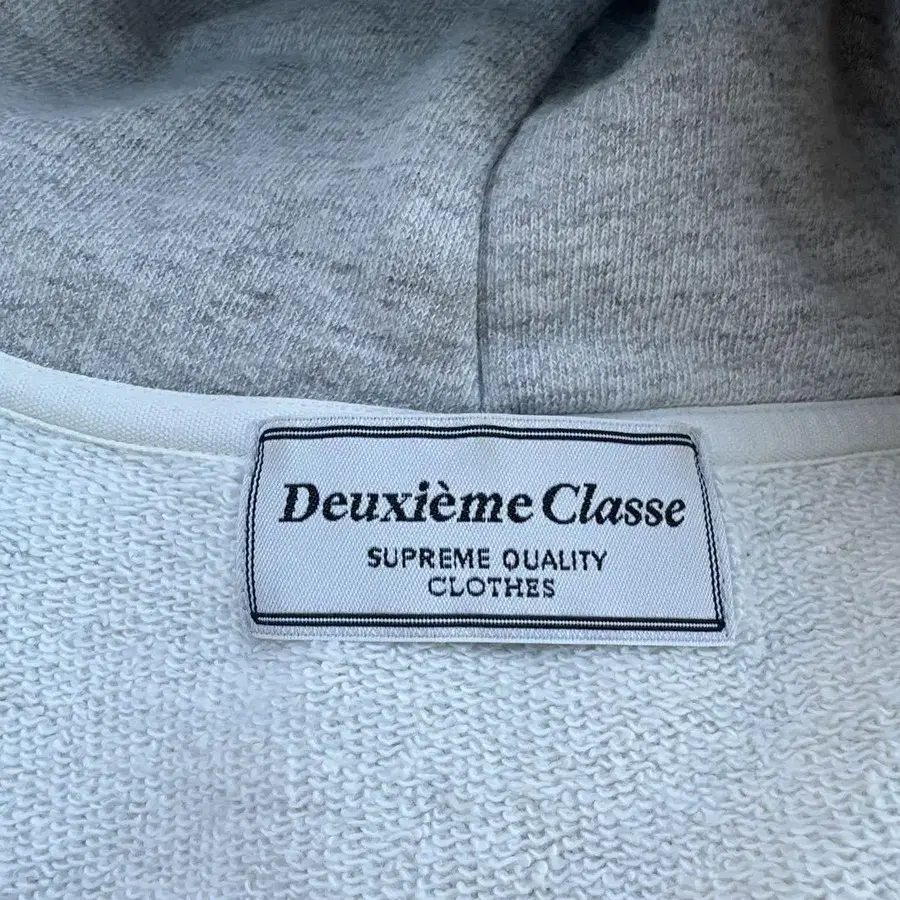 Deuxième Classe
SUPREME QUALITY
CLOTHES